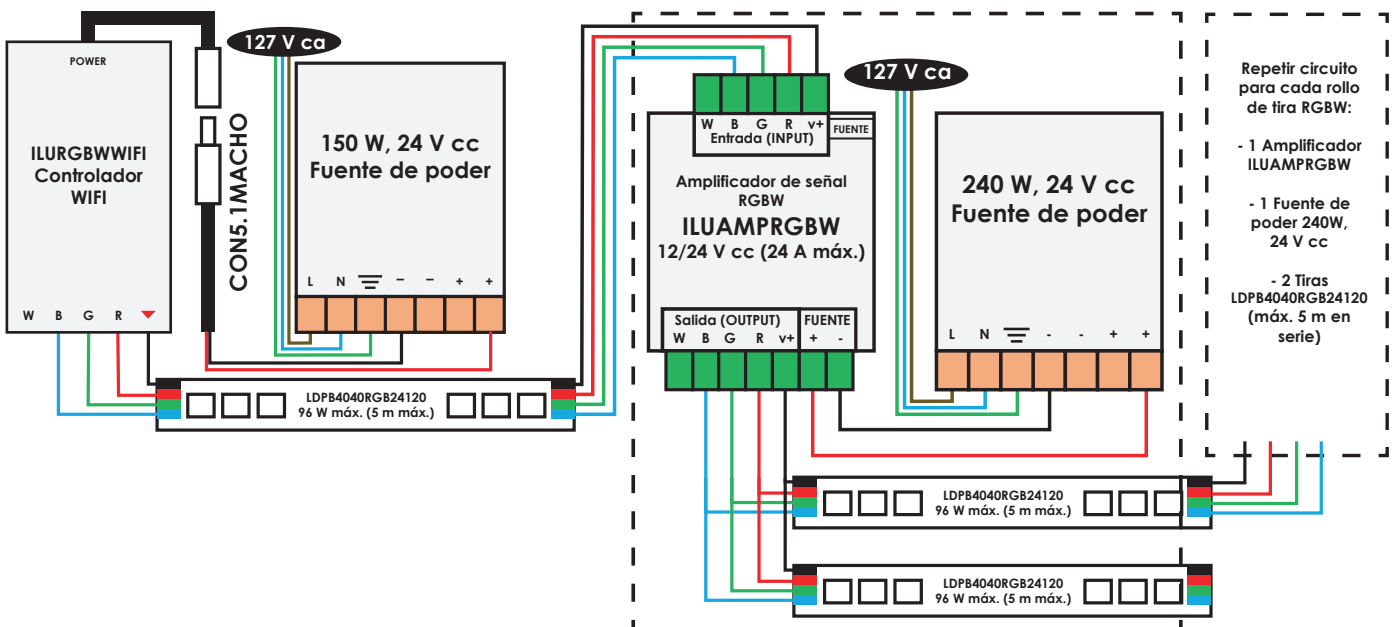 POWER
ILURGBWWIFI
Controlador
WIFI
W B G R
CON5.1MACHO
127 V ca
150 W, 24 V cc
Fuente de poder
L N − − + +
LDPB4040RGB24120
96 W máx. (5 m máx.)
W B G R v+
Entrada (INPUT)
FUENTE
Amplificador de señal
RGBW
ILUAMPRGBW
12/24 V cc (24 A máx.)
Salida (OUTPUT) FUENTE
W B G R v+ + -
127 V ca
240 W, 24 V cc
Fuente de poder
L N - - + +
LDPB4040RGB24120
96 W máx. (5 m máx.)
LDPB4040RGB24120
96 W máx. (5 m máx.)
Repetir circuito
para cada rollo
de tira RGBW:
- 1 Amplificador
ILUAMPRGBW
- 1 Fuente de
poder 240W,
24 V cc
- 2 Tiras
LDPB4040RGB24120
(máx. 5 m en
serie)